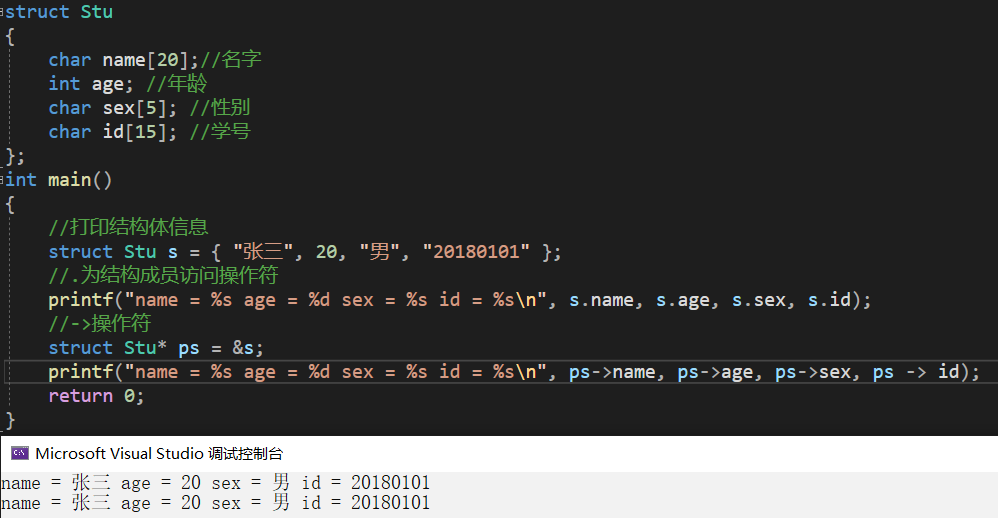 struct Stu
{
char name[20];//名字
int age; //年龄
char sex[5]; //性别
char id[15]; //学号
};
int main()
{
//打印结构体信息
struct Stu s = { "张三", 20, "男", "20180101" };
//.为结构成员访问操作符
printf("name = %s age = %d sex = %s id = %s\n", s.name, s.age, s.sex, s.id);
//->操作符
struct Stu* ps = &s;
printf("name = %s age = %d sex = %s id = %s\n", ps->name, ps->age, ps->sex, ps -> id);
return 0;
}
Microsoft Visual Studio 调试控制台
name = 张三 age = 20 sex = 男 id = 20180101
name = 张三 age = 20 sex = 男 id = 20180101